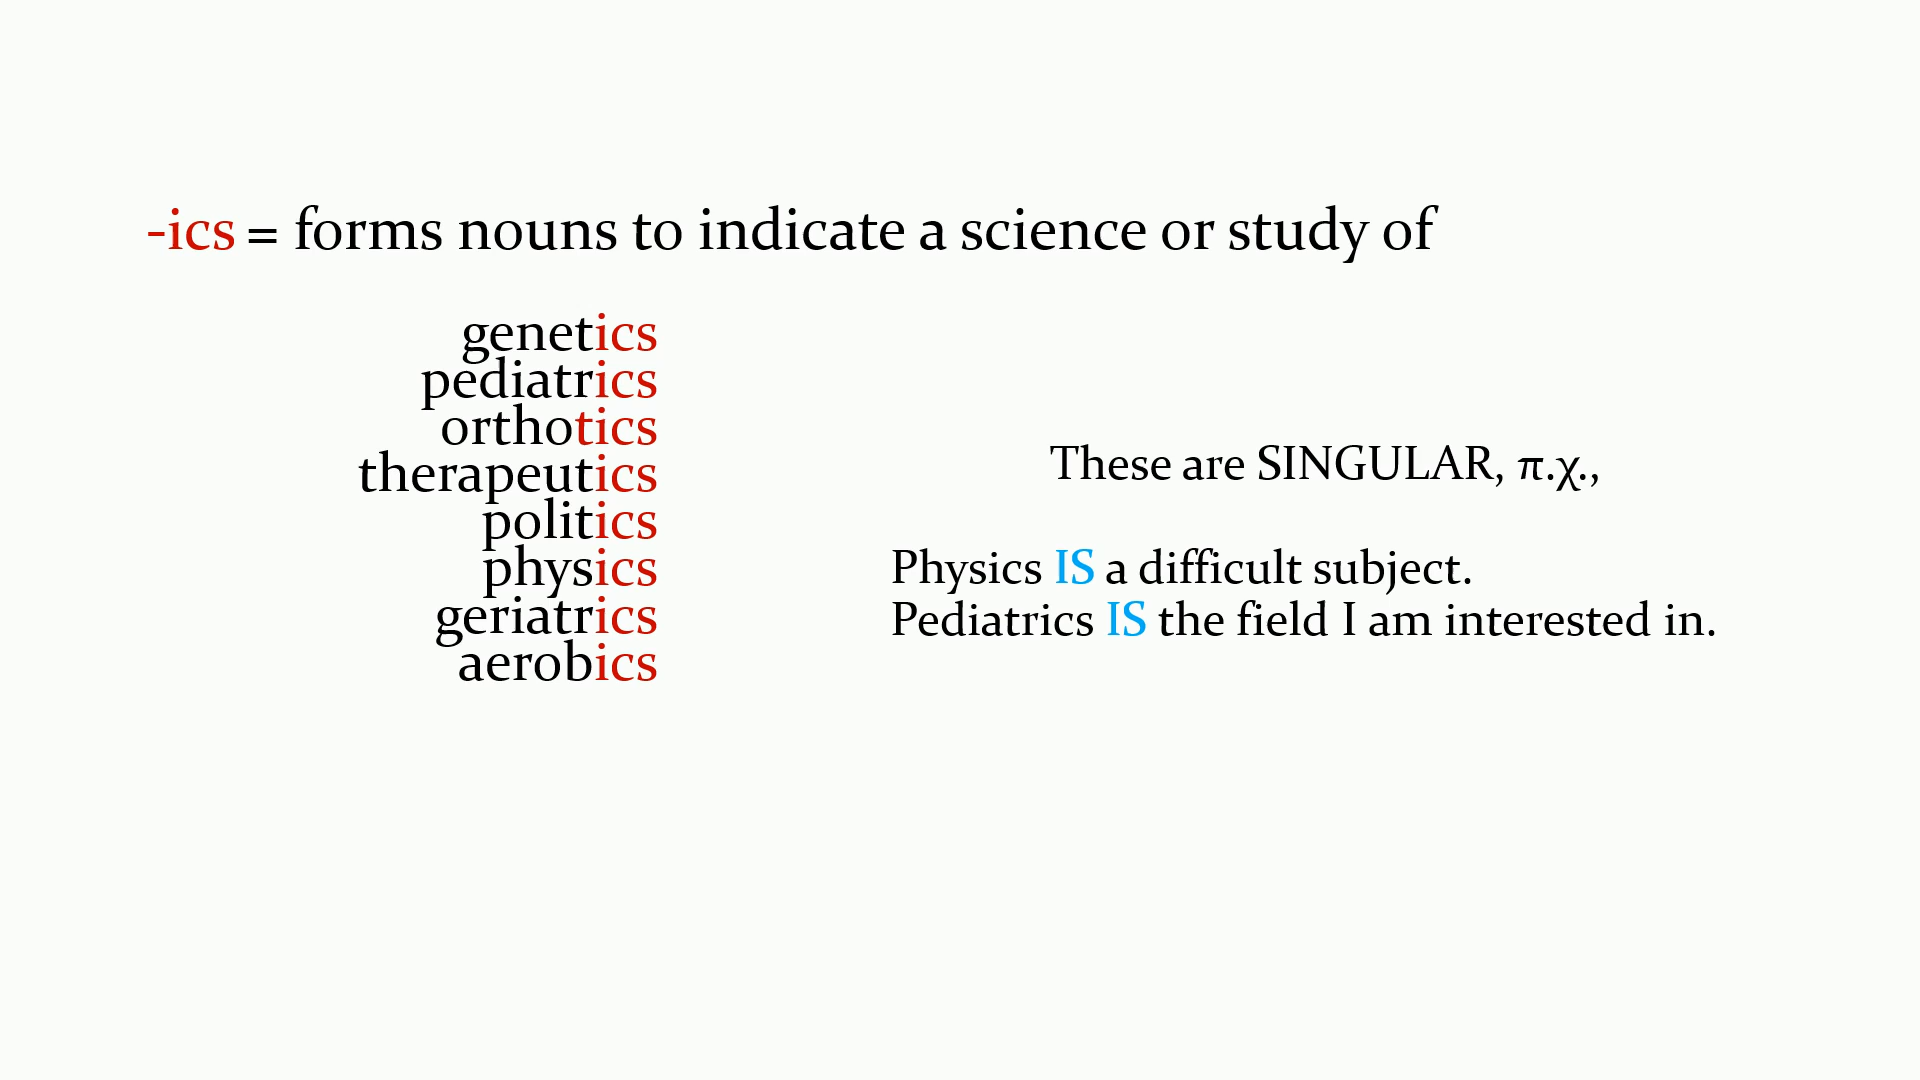 -ics = forms nouns to indicate a science or study of
genetics
pediatrics
orthotics
therapeutics
politics
physics
geriatrics
aerobics
These are SINGULAR, π.χ.,
Physics IS a difficult subject.
Pediatrics IS the field I am interested in.